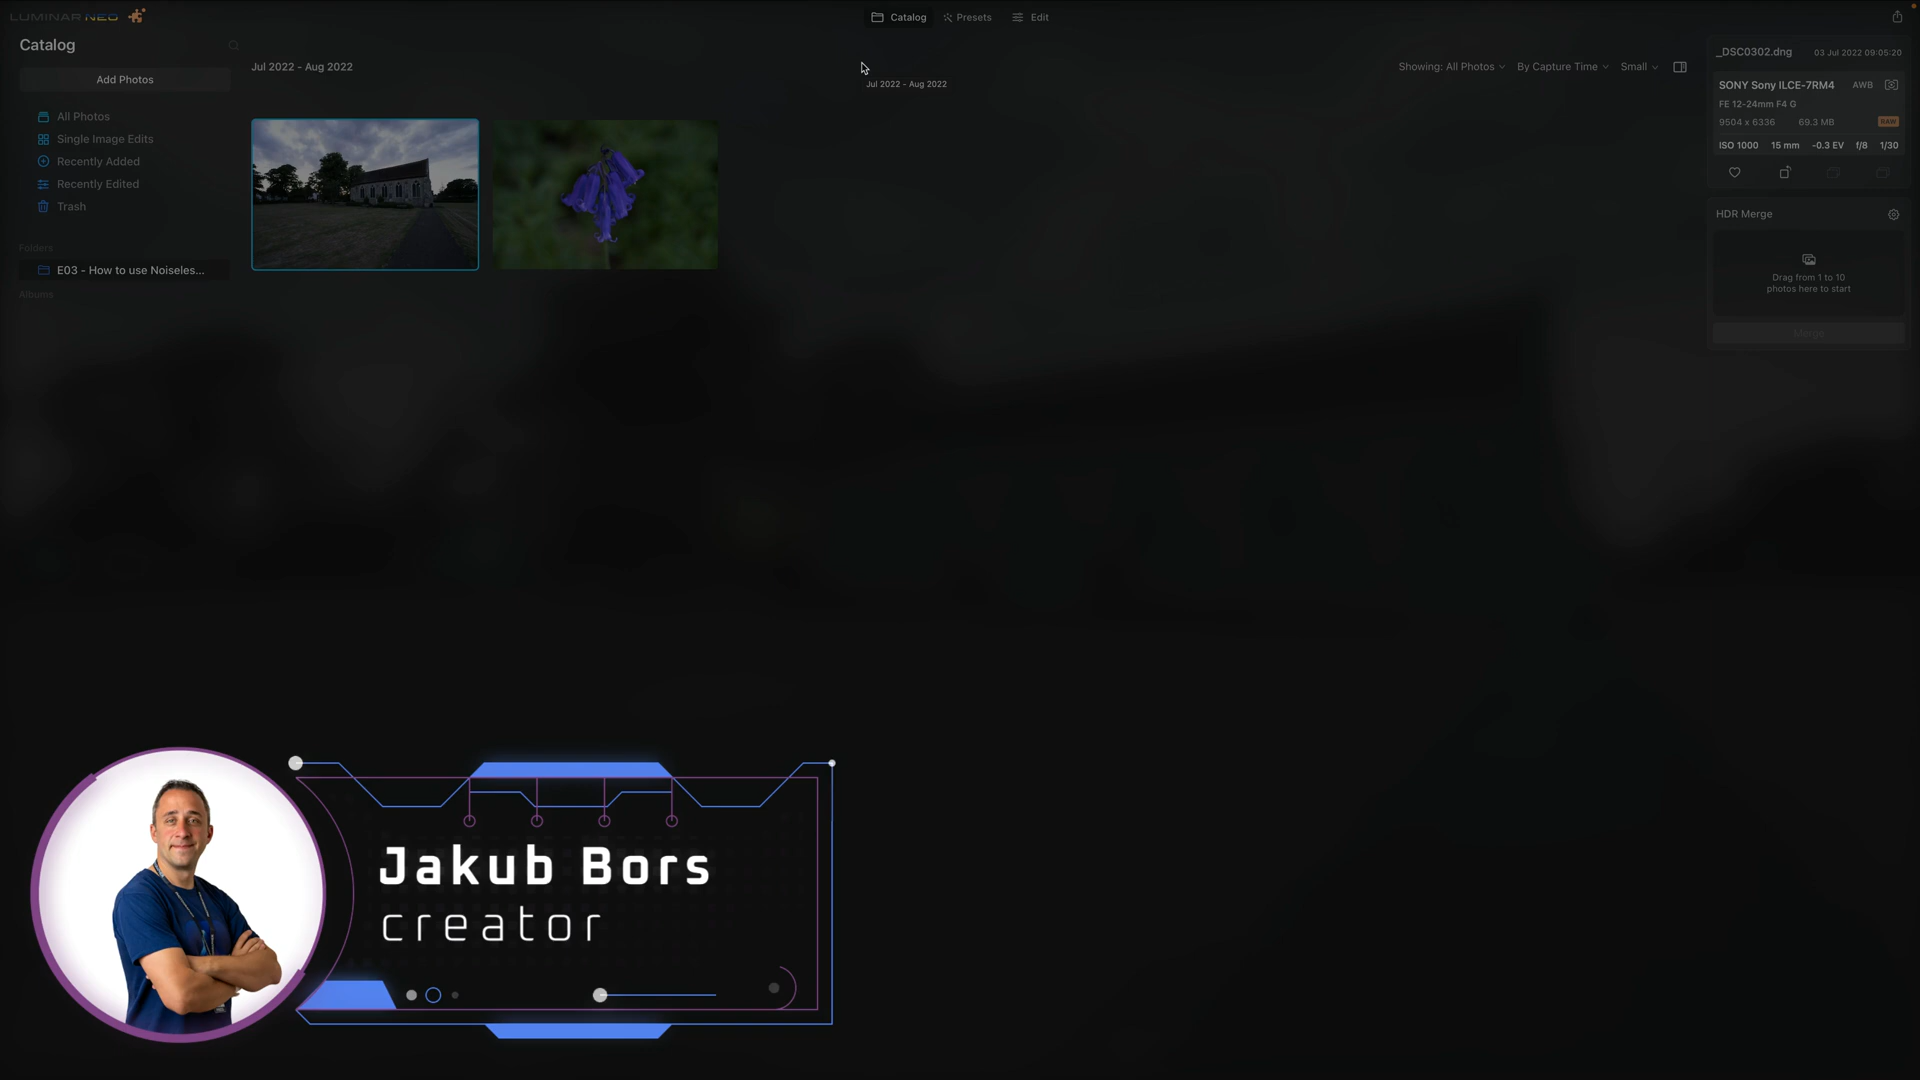 LUMINAR NEO
Catalog
Presets
Edit
Catalog
Add Photos
All Photos
Single Image Edits
Recently Added
Recently Edited
Trash
Folders
E03 - How to use Noiseles...
Albums
Jul 2022 - Aug 2022
Jul 2022 - Aug 2022
Showing: All Photos
By Capture Time
Small
_DSC0302.dng 03 Jul 2022 09:05:20
SONY Sony ILCE-7RM4 AWB
FE 12-24mm F4 G
9504 x 6336 69.3 MB RAW
ISO 1000 15 mm -0.3 EV f/8 1/30
HDR Merge
Drag from 1 to 10
photos here to start
Merge
Jakub Bors
creator